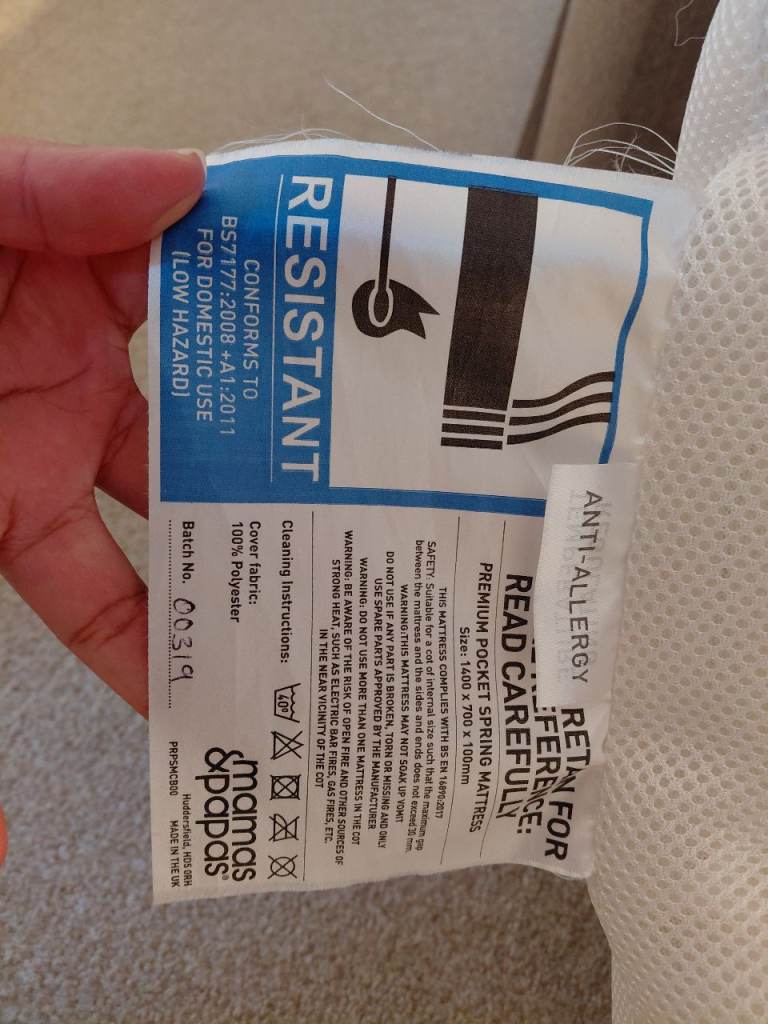 ANTI-ALLERGY
RETAIN FOR
REFERENCE:
READ CAREFULLY
PREMIUM POCKET SPRING MATTRESS
Size: 1400 x 700 x 100mm
THIS MATTRESS COMPLIES WITH BS EN 16890:2017
SAFETY: Suitable for a cot of internal size such that the maximum gap
between the mattress and the sides and ends does not exceed 30 mm
WARNING:THIS MATTRESS MAY NOT SOAK UP VOMIT
DO NOT USE IF ANY PART IS BROKEN, TORN OR MISSING AND ONLY
USE SPARE PARTS APPROVED BY THE MANUFACTURER
WARNING: DO NOT USE MORE THAN ONE MATTRESS IN THE COT
WARNING: BE AWARE OF THE RISK OF OPEN FIRE AND OTHER SOURCES OF
STRONG HEAT, SUCH AS ELECTRIC BAR FIRES, GAS FIRES, ETC.
IN THE NEAR VICINITY OF THE COT
Cleaning Instructions: 40°
Cover fabric:
100% Polyester
Batch No. 00319
mamas
&papas®
Huddersfield, HD5 0RH
PRPSMCB00 MADE IN THE UK
RESISTANT
CONFORMS TO
BS7177:2008 +A1:2011
FOR DOMESTIC USE
(LOW HAZARD)